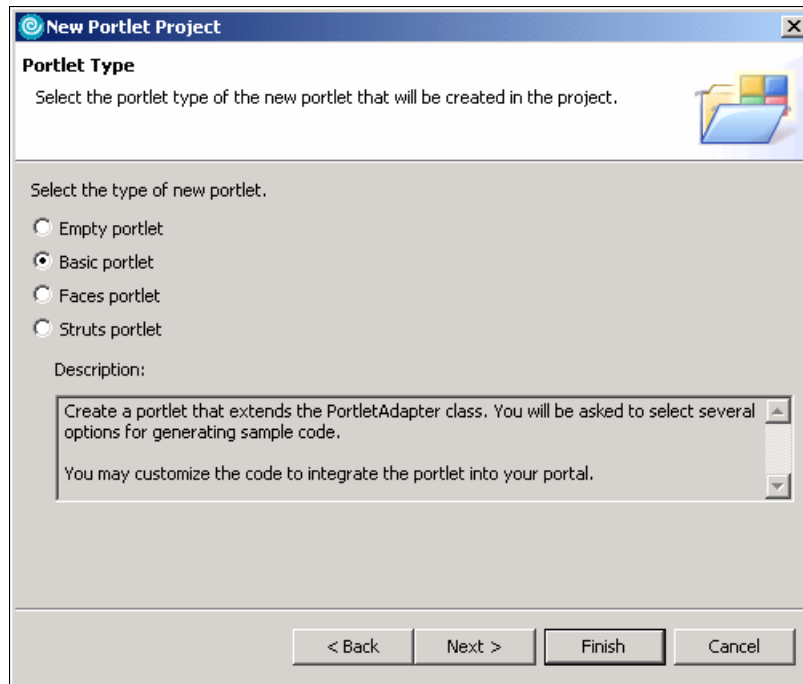 New Portlet Project
Portlet Type
Select the portlet type of the new portlet that will be created in the project.
Select the type of new portlet.
Empty portlet
Basic portlet
Faces portlet
Struts portlet
Description:
Create a portlet that extends the PortletAdapter class. You will be asked to select several
options for generating sample code.
You may customize the code to integrate the portlet into your portal.
< Back
Next >
Finish
Cancel